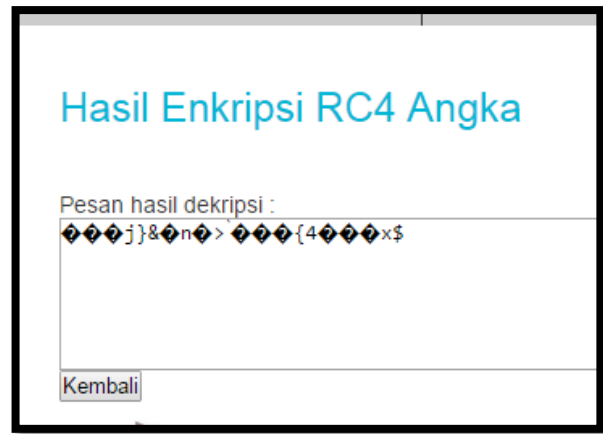 Hasil Enkripsi RC4 Angka
Pesan hasil dekripsi :
���j}&�n�>`���{4���x$
Kembali